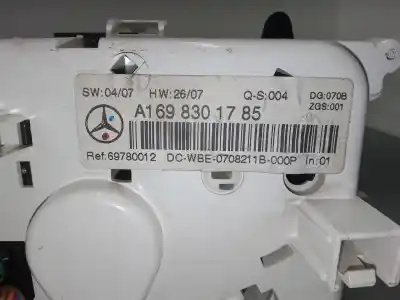 SW:04/07 HW:26/07 Q-S:004 DG:070B
ZGS:001
A169 830 17 85
Ref.69780012 DC-WBE-0708211B-000P In.:01